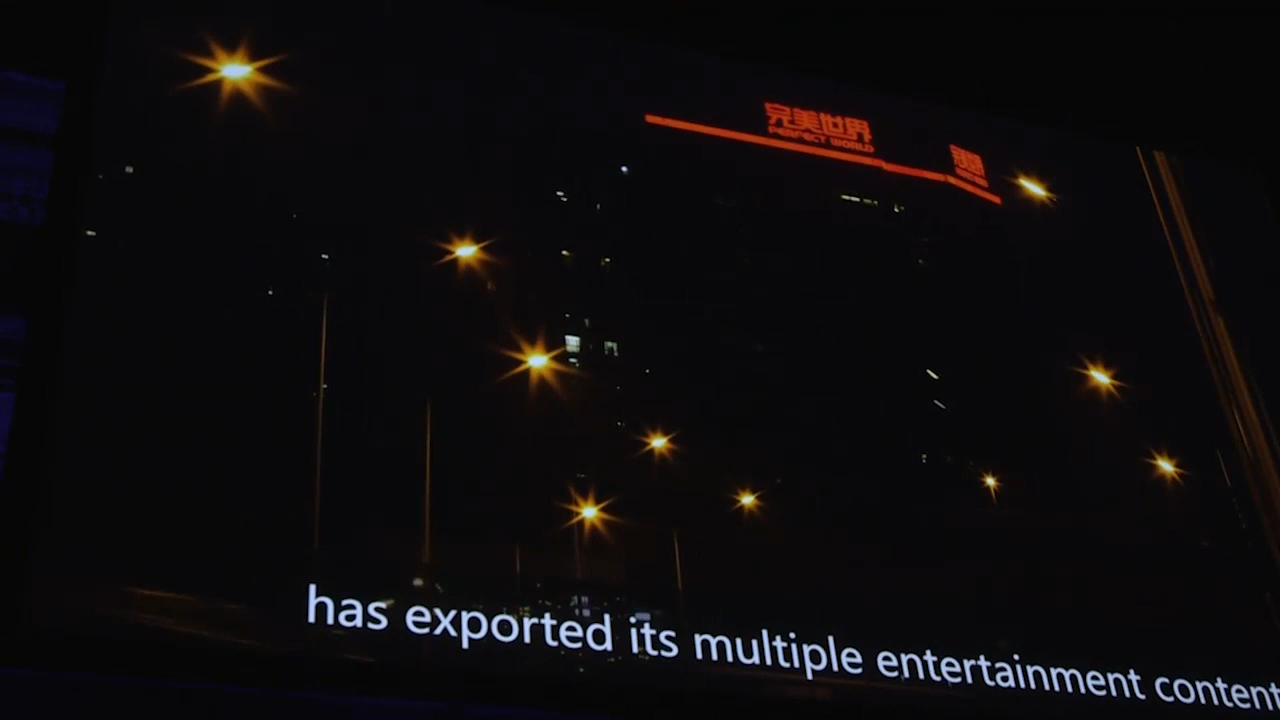 完美世界
PERFECT WORLD
has exported its multiple entertainment content